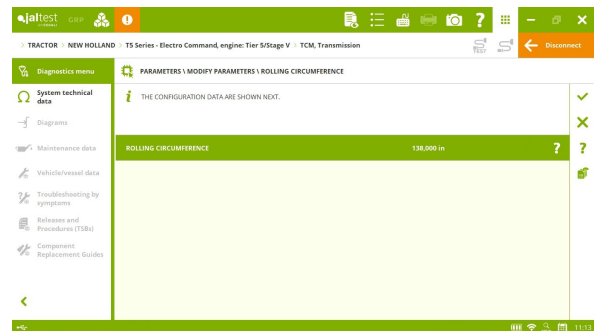 jaltest GRP
TEST
> TRACTOR > NEW HOLLAND > T5 Series - Electro Command, engine: Tier 5/Stage V > TCM, Transmission
Disconnect
Diagnostics menu
PARAMETERS \ MODIFY PARAMETERS \ ROLLING CIRCUMFERENCE
System technical
data
THE CONFIGURATION DATA ARE SHOWN NEXT.
Diagrams
Maintenance data
ROLLING CIRCUMFERENCE 138,000 in ?
Vehicle/vessel data
Troubleshooting by
symptoms
Releases and
Procedures (TSBs)
Component
Replacement Guides
11:13